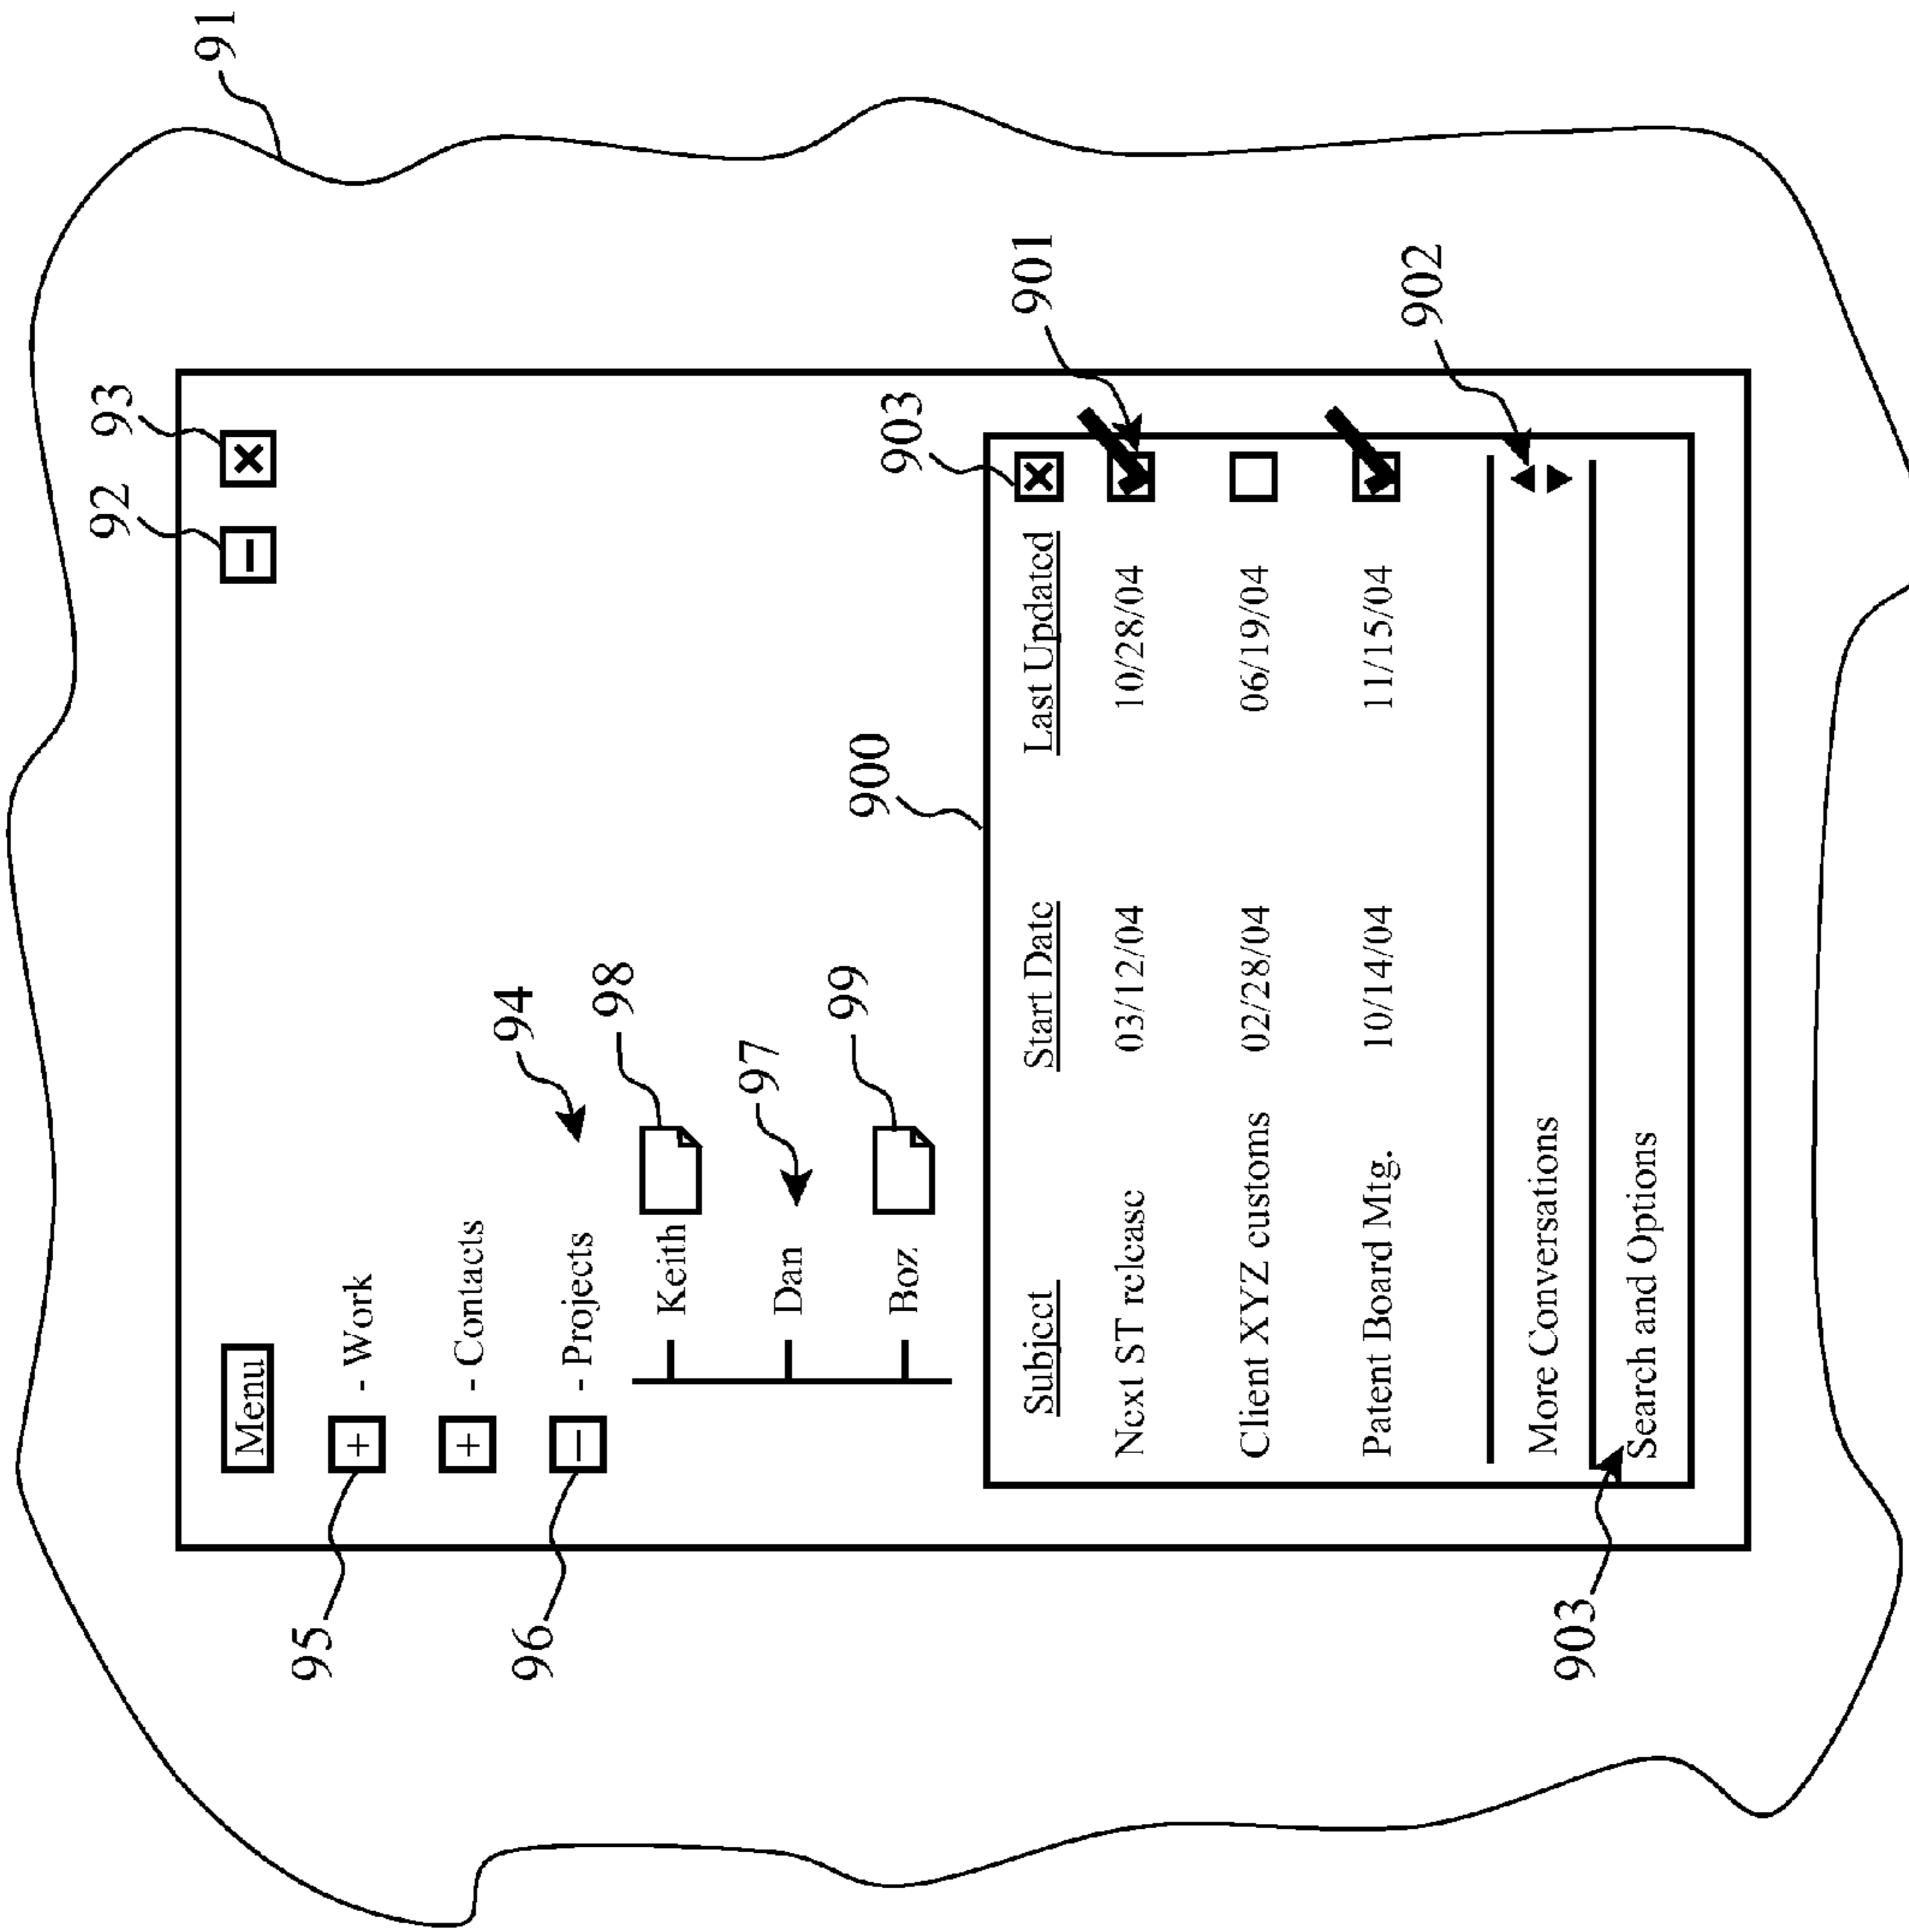 91
92 93
Menu - ×
95 + - Work
+ - Contacts
94
96 - - Projects
98
Keith
97
Dan
99
Boz
900
903
Subject Start Date Last Updated ×
901
Next ST release 03/12/04 10/28/04
Client XYZ customs 02/28/04 06/19/04
Patent Board Mtg. 10/14/04 11/15/04
902
More Conversations
903
Search and Options